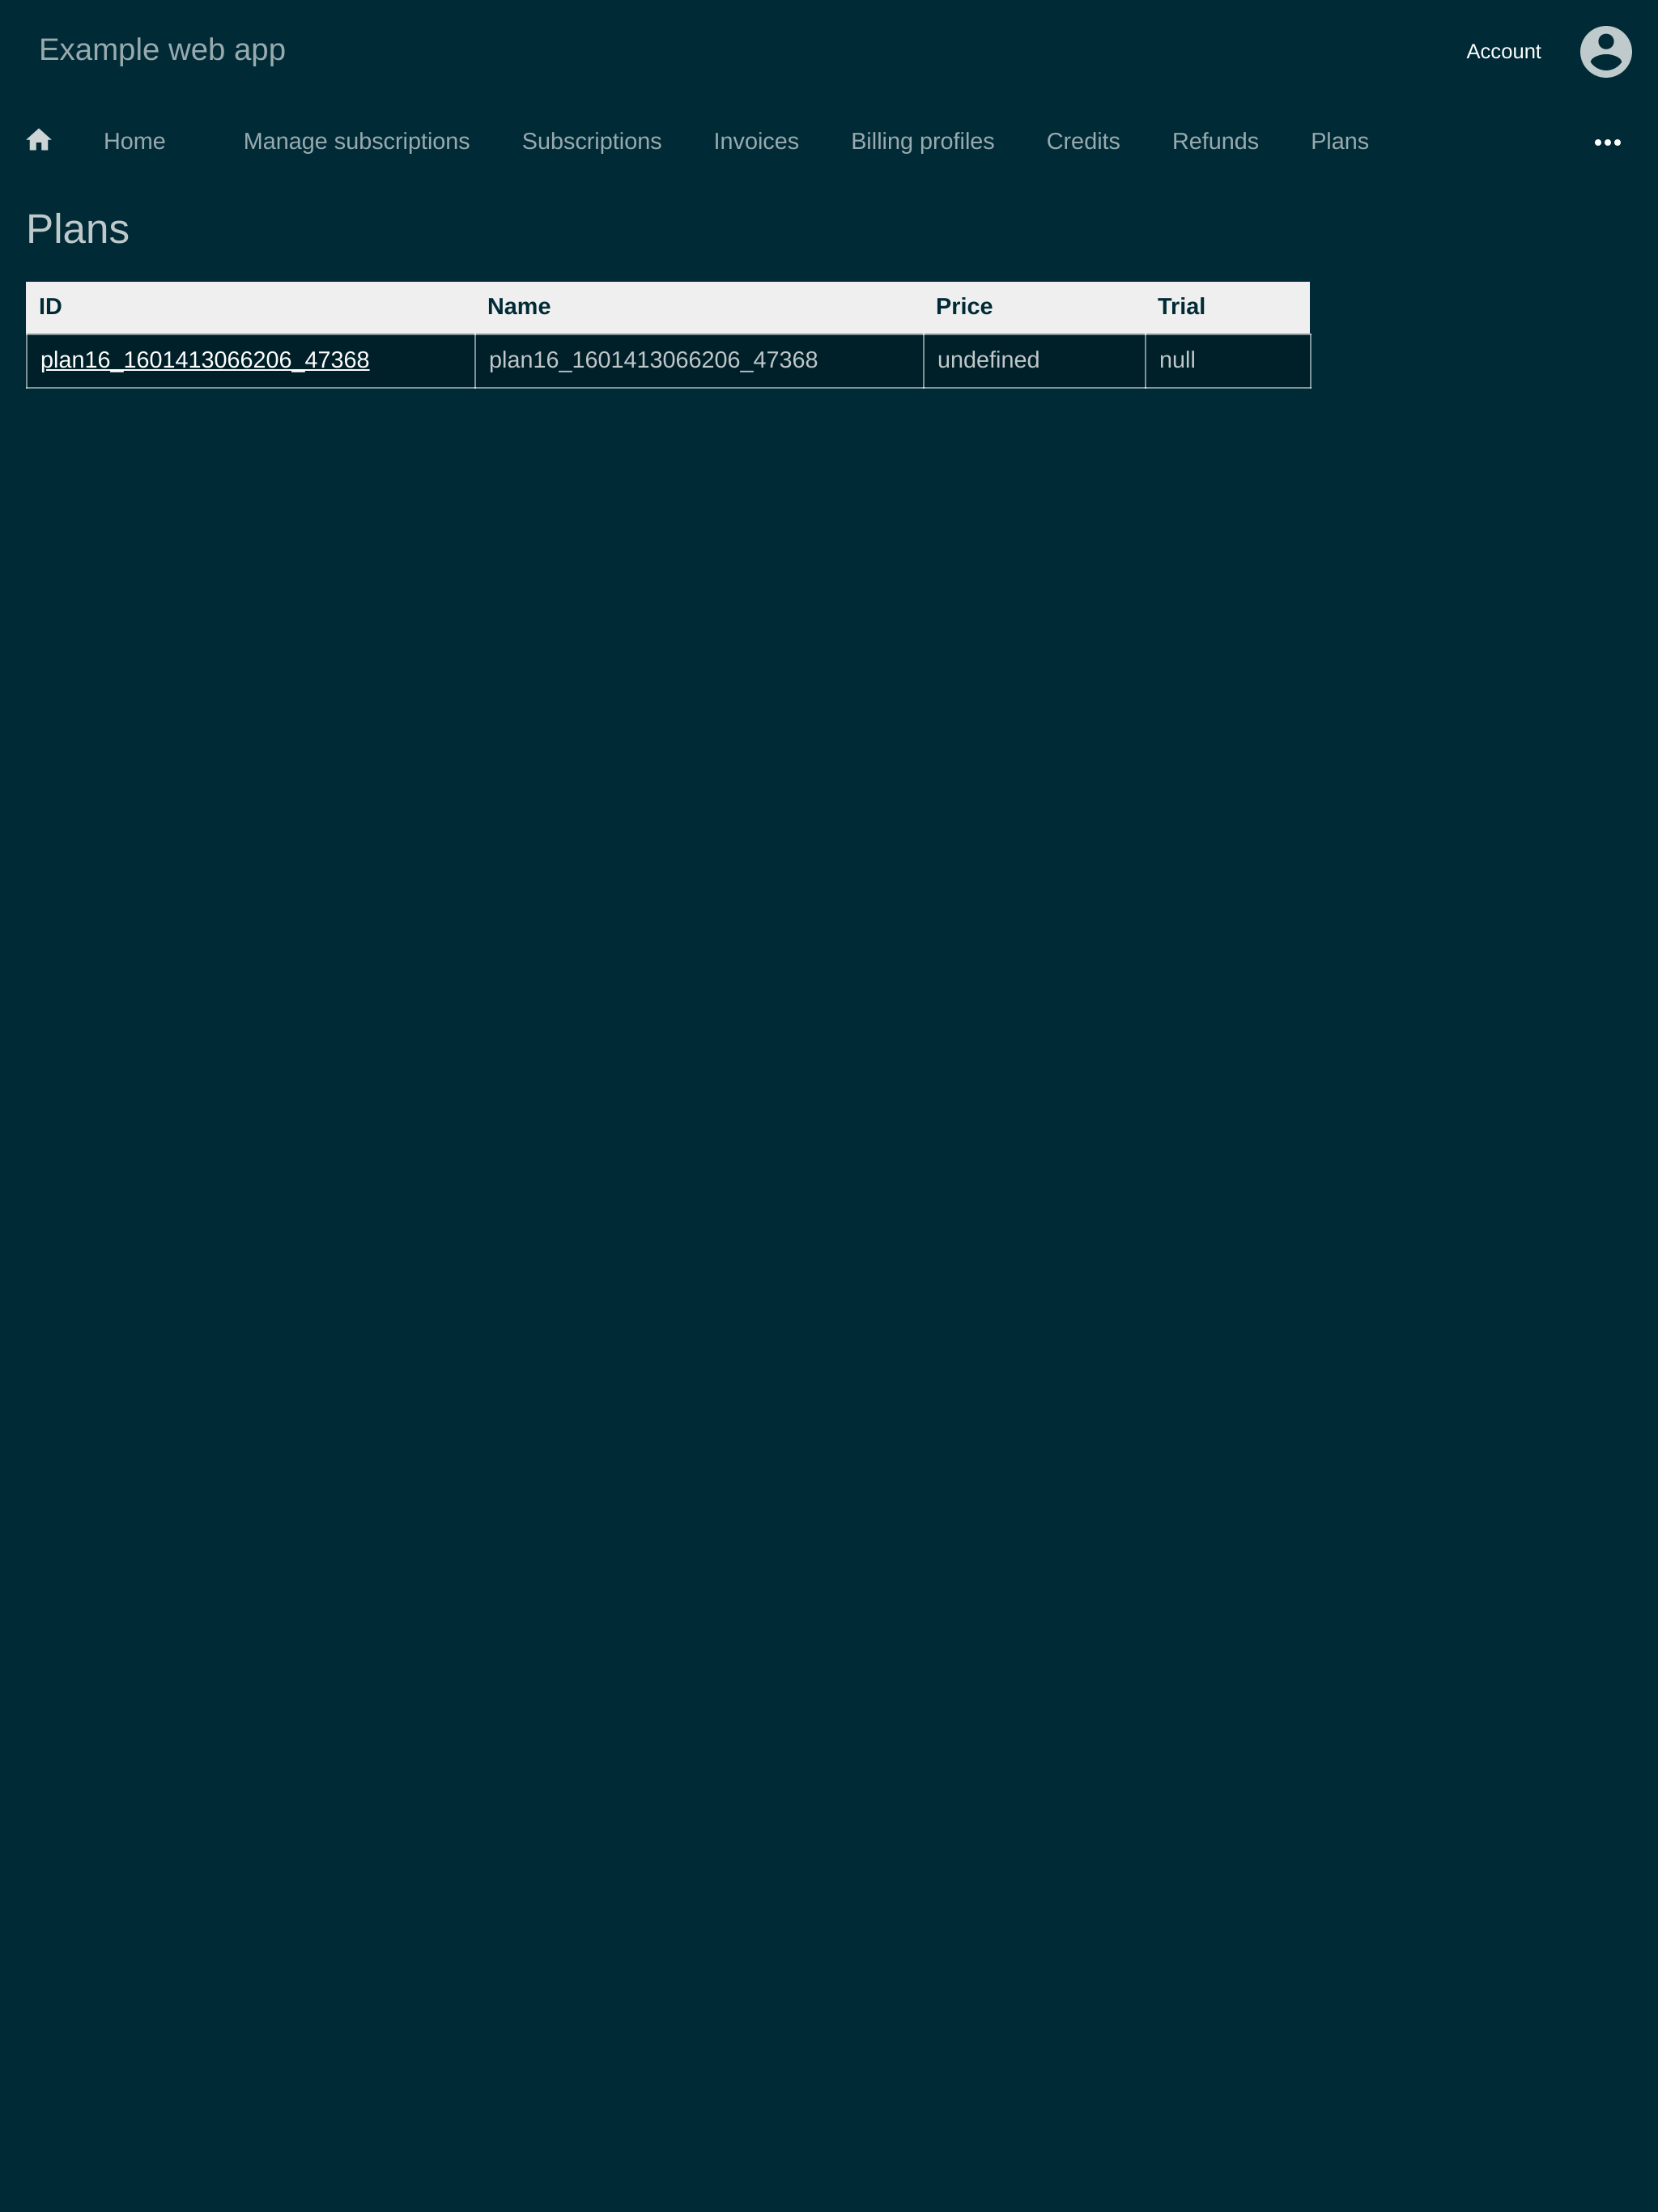 Example web app
Account
Home Manage subscriptions Subscriptions Invoices Billing profiles Credits Refunds Plans
Plans
ID Name Price Trial
plan16_1601413066206_47368 plan16_1601413066206_47368 undefined null